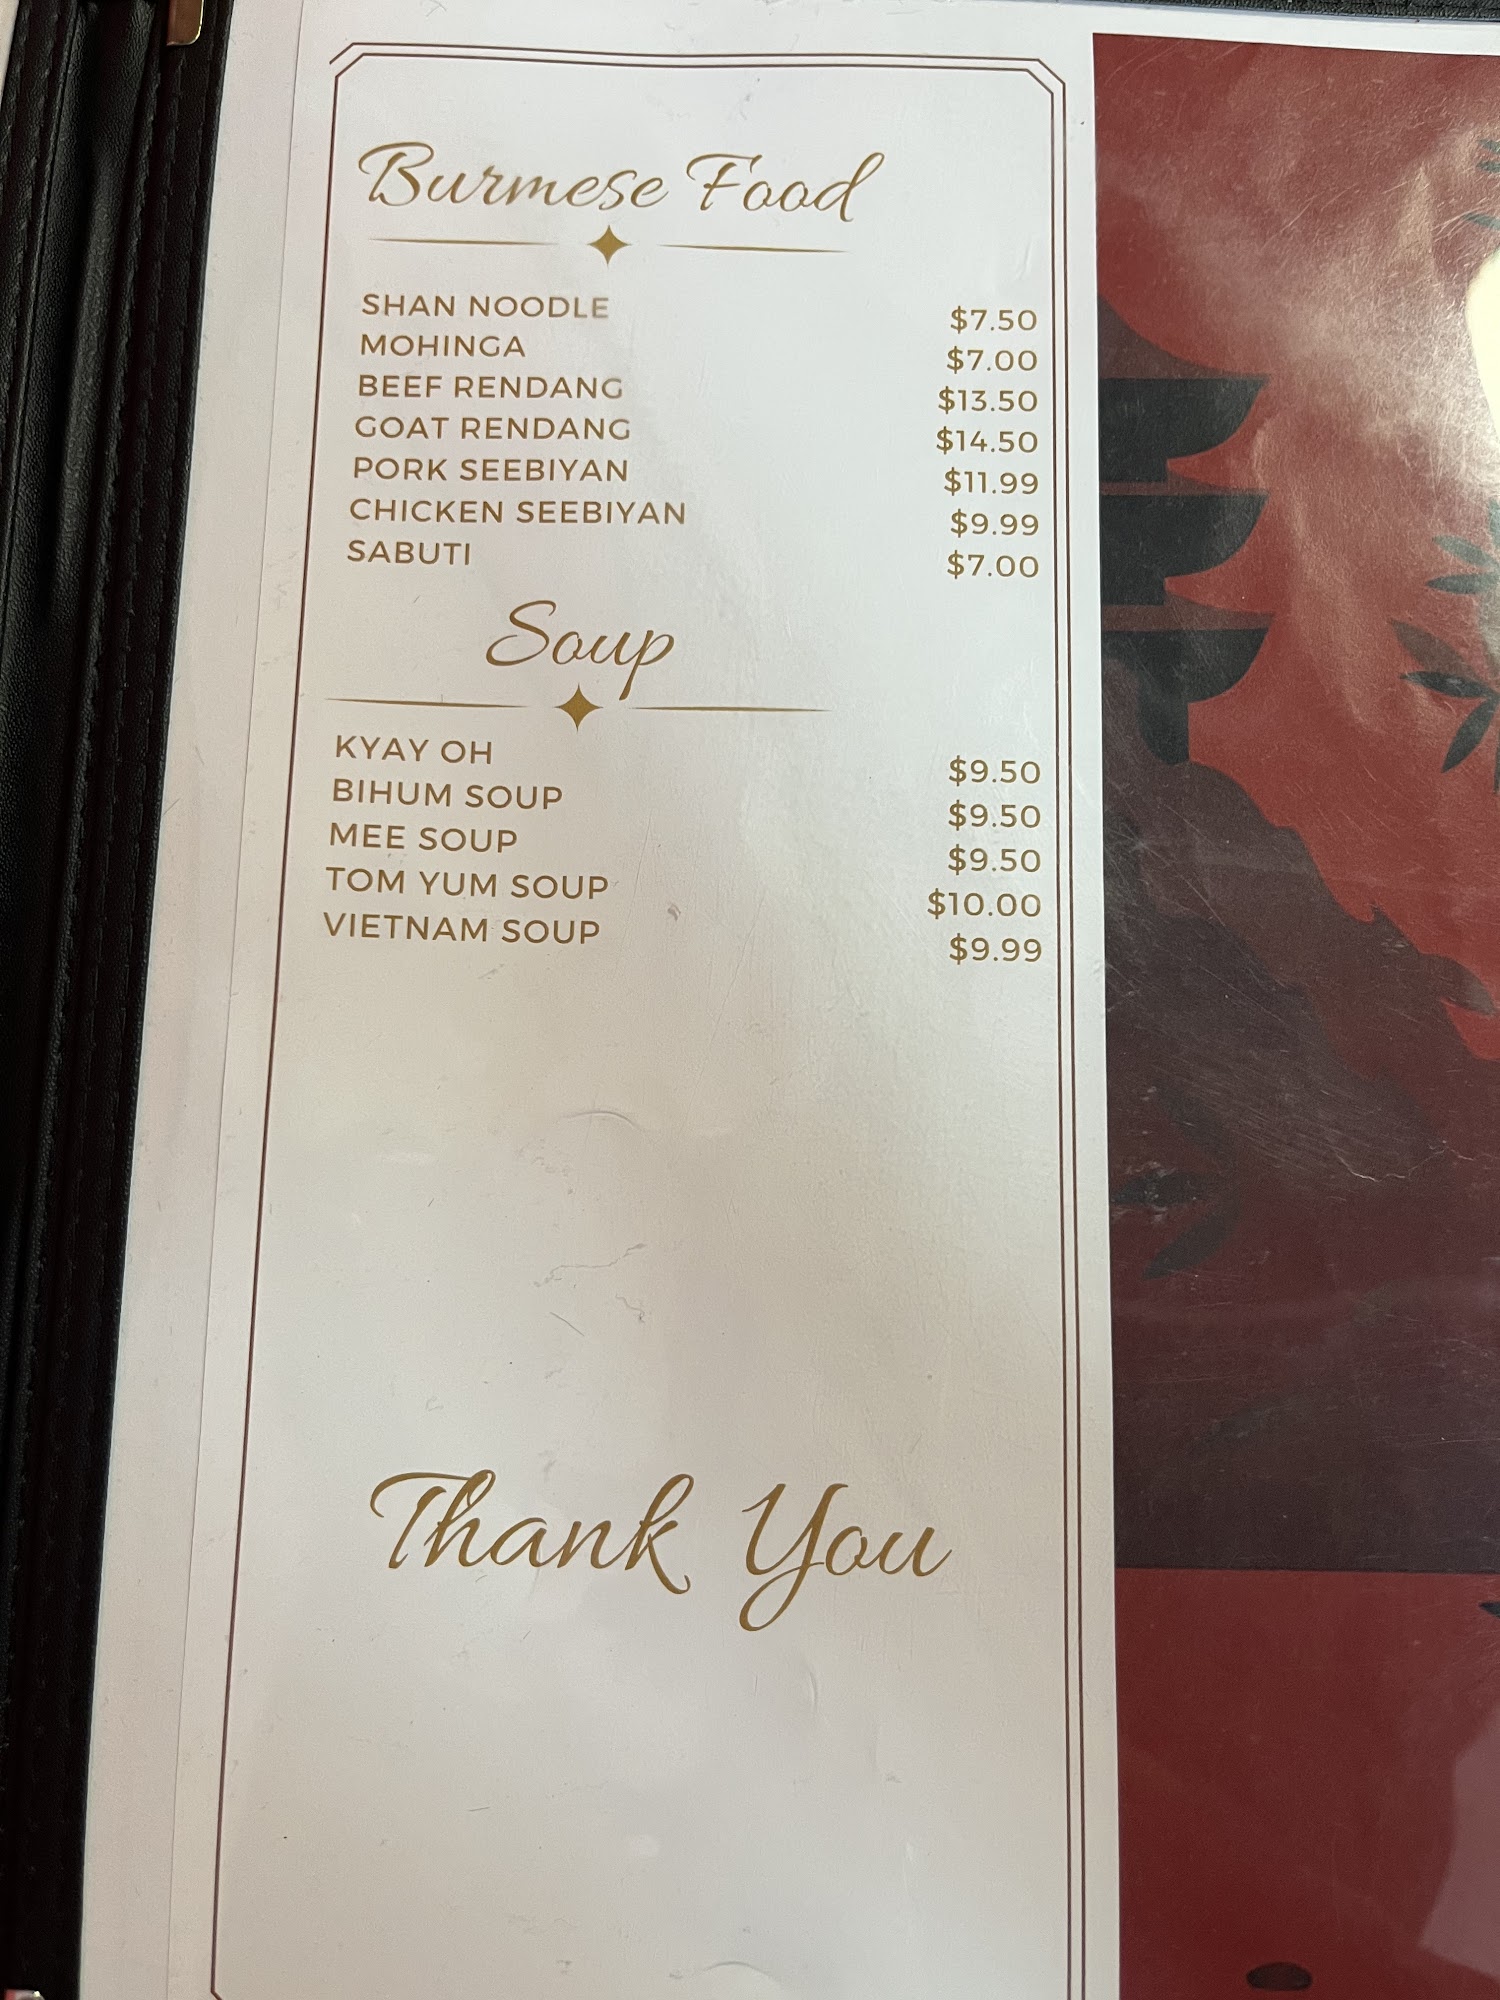 Burmese Food
SHAN NOODLE $7.50
MOHINGA $7.00
BEEF RENDANG $13.50
GOAT RENDANG $14.50
PORK SEEBIYAN $11.99
CHICKEN SEEBIYAN $9.99
SABUTI $7.00
Soup
KYAY OH $9.50
BIHUM SOUP $9.50
MEE SOUP $9.50
TOM YUM SOUP $10.00
VIETNAM SOUP $9.99
Thank You